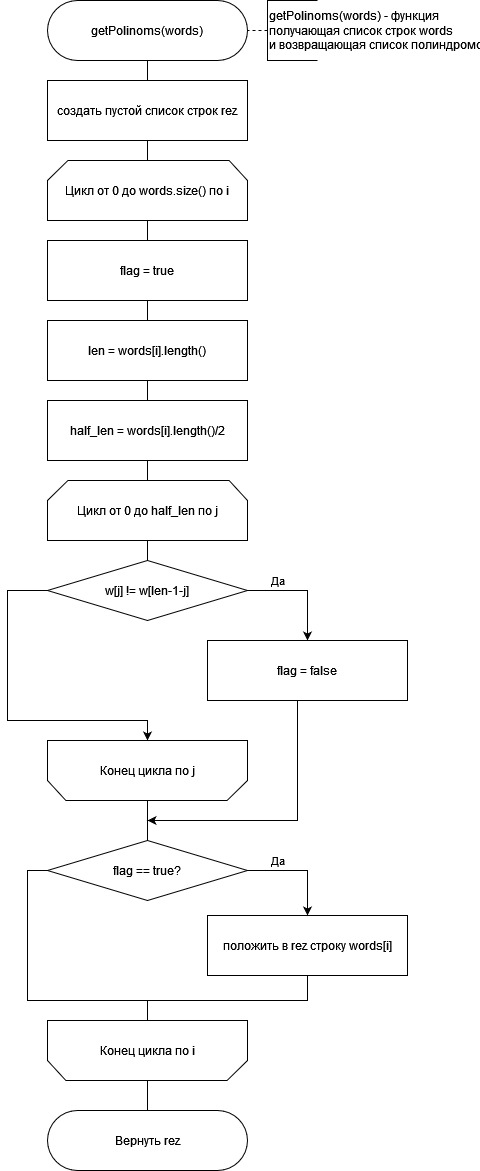 getPolinoms(words)
getPolinoms(words) - функция
получающая список строк words
и возвращающая список полиндромо
создать пустой список строк rez
Цикл от 0 до words.size() по i
flag = true
len = words[i].length()
half_len = words[i].length()/2
Цикл от 0 до half_len по j
w[j] != w[len-1-j]
Да
flag = false
Конец цикла по j
flag == true?
Да
положить в rez строку words[i]
Конец цикла по i
Вернуть rez